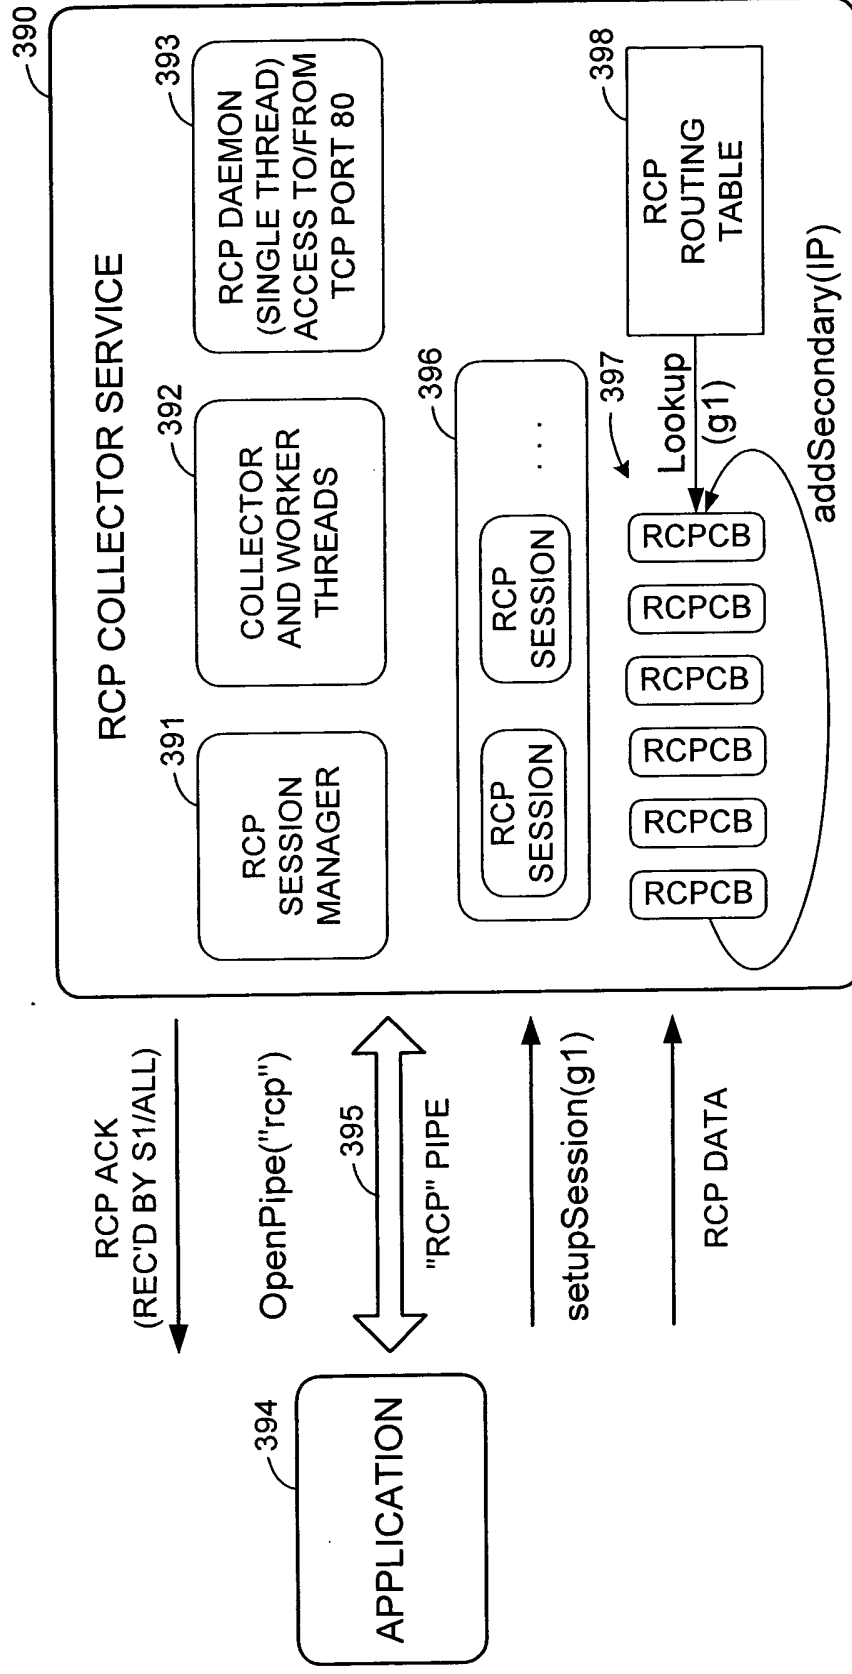 390
RCP COLLECTOR SERVICE
391
RCP
SESSION
MANAGER
392
COLLECTOR
AND WORKER
THREADS
393
RCP DAEMON
(SINGLE THREAD)
ACCESS TO/FROM
TCP PORT 80
RCP ACK
(REC'D BY S1/ALL)
394
APPLICATION
OpenPipe("rcp")
395
"RCP" PIPE
setupSession(g1)
RCP DATA
396
RCP
SESSION
RCP
SESSION
. . .
397
RCPCB
RCPCB
RCPCB
RCPCB
RCPCB
RCPCB
Lookup
(g1)
398
RCP
ROUTING
TABLE
addSecondary(IP)